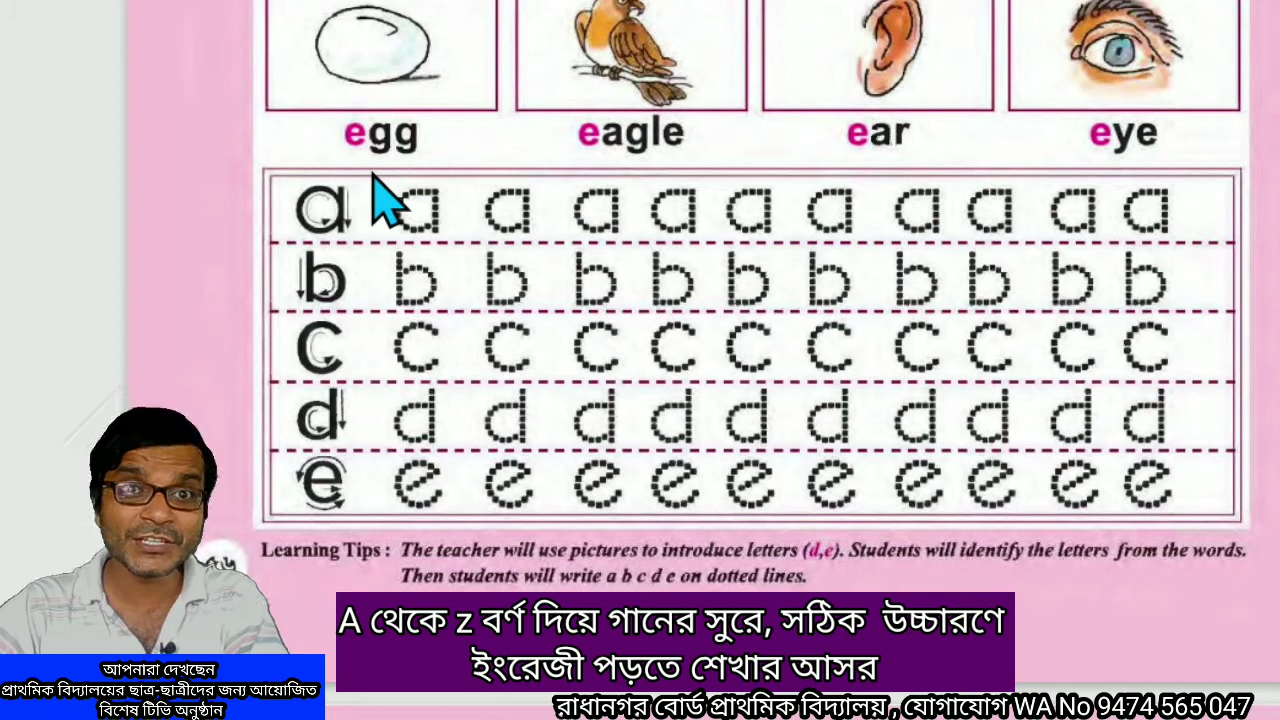 egg eagle ear eye
a a a a a a a a a a a
b b b b b b b b b b b
c c c c c c c c c c c
d d d d d d d d d d d
e e e e e e e e e e e
Learning Tips : The teacher will use pictures to introduce letters (d,e). Students will identify the letters from the words.
Then students will write a b c d e on dotted lines.
A থেকে z বর্ণ দিয়ে গানের সুরে, সঠিক উচ্চারণে
ইংরেজী পড়তে শেখার আসর
আপনারা দেখছেন
প্রাথমিক বিদ্যালয়ের ছাত্র-ছাত্রীদের জন্য আয়োজিত
বিশেষ টিভি অনুষ্ঠান
রাধানগর বোর্ড প্রাথমিক বিদ্যালয় , যোগাযোগ WA No 9474 565 047